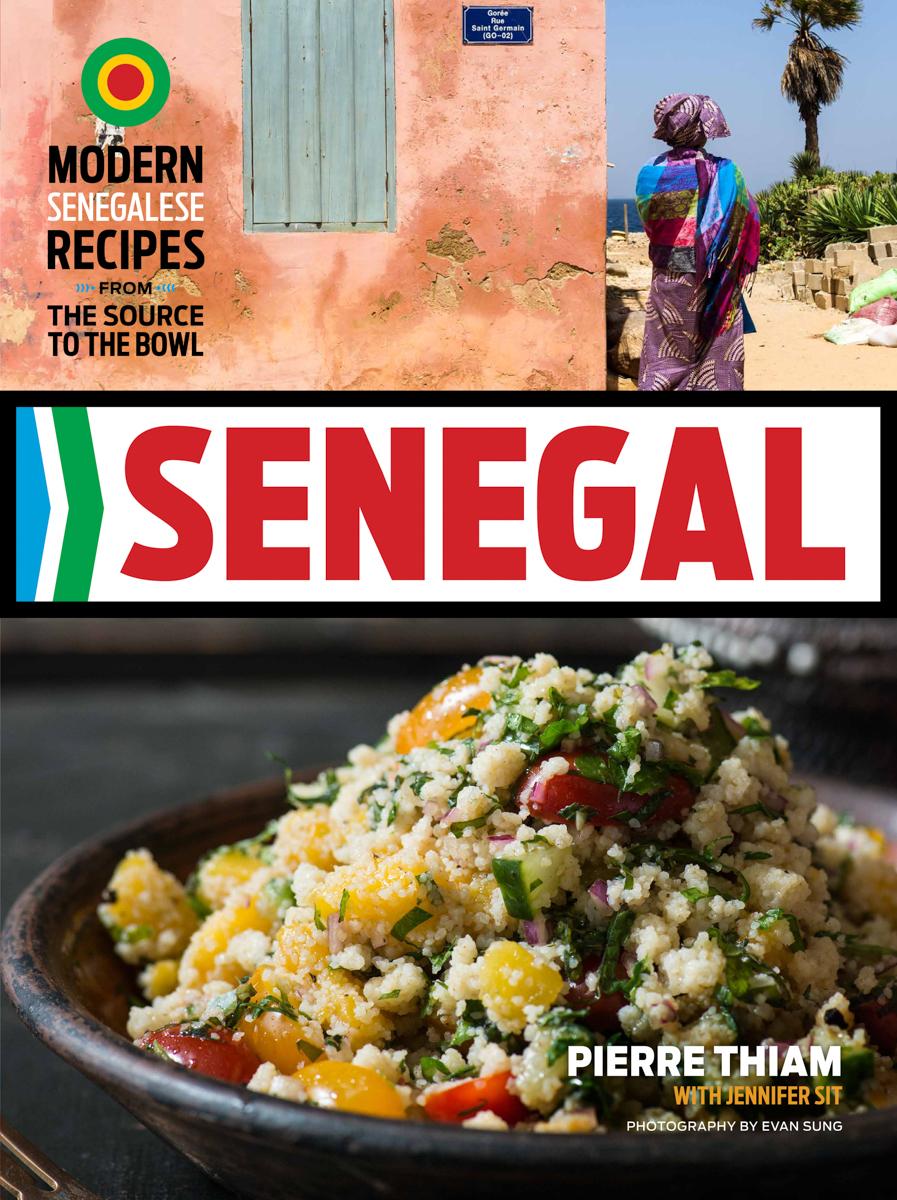 Gorée
Rue
Saint Germain
(GO-02)
MODERN
SENEGALESE
RECIPES
FROM
THE SOURCE
TO THE BOWL
SENEGAL
PIERRE THIAM
WITH JENNIFER SIT
PHOTOGRAPHY BY EVAN SUNG